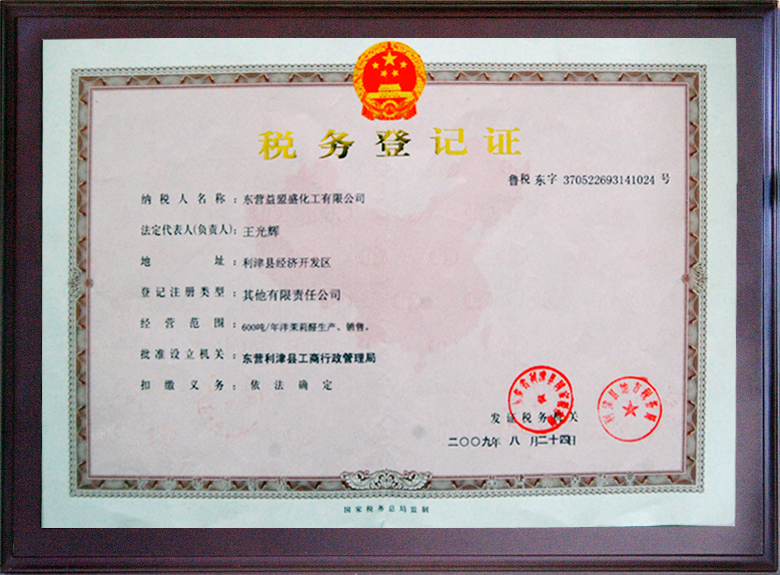 税务登记证
鲁税 东字 370522693141024 号
纳税人名称：东营益盟盛化工有限公司
法定代表人(负责人)：王光辉
地址：利津县经济开发区
登记注册类型：其他有限责任公司
经营范围：600吨/年洋茉莉醛生产、销售。
批准设立机关：东营利津县工商行政管理局
扣缴义务：依法确定
发证税务机关
二〇〇九年 八 月二十四日
国家税务总局监制